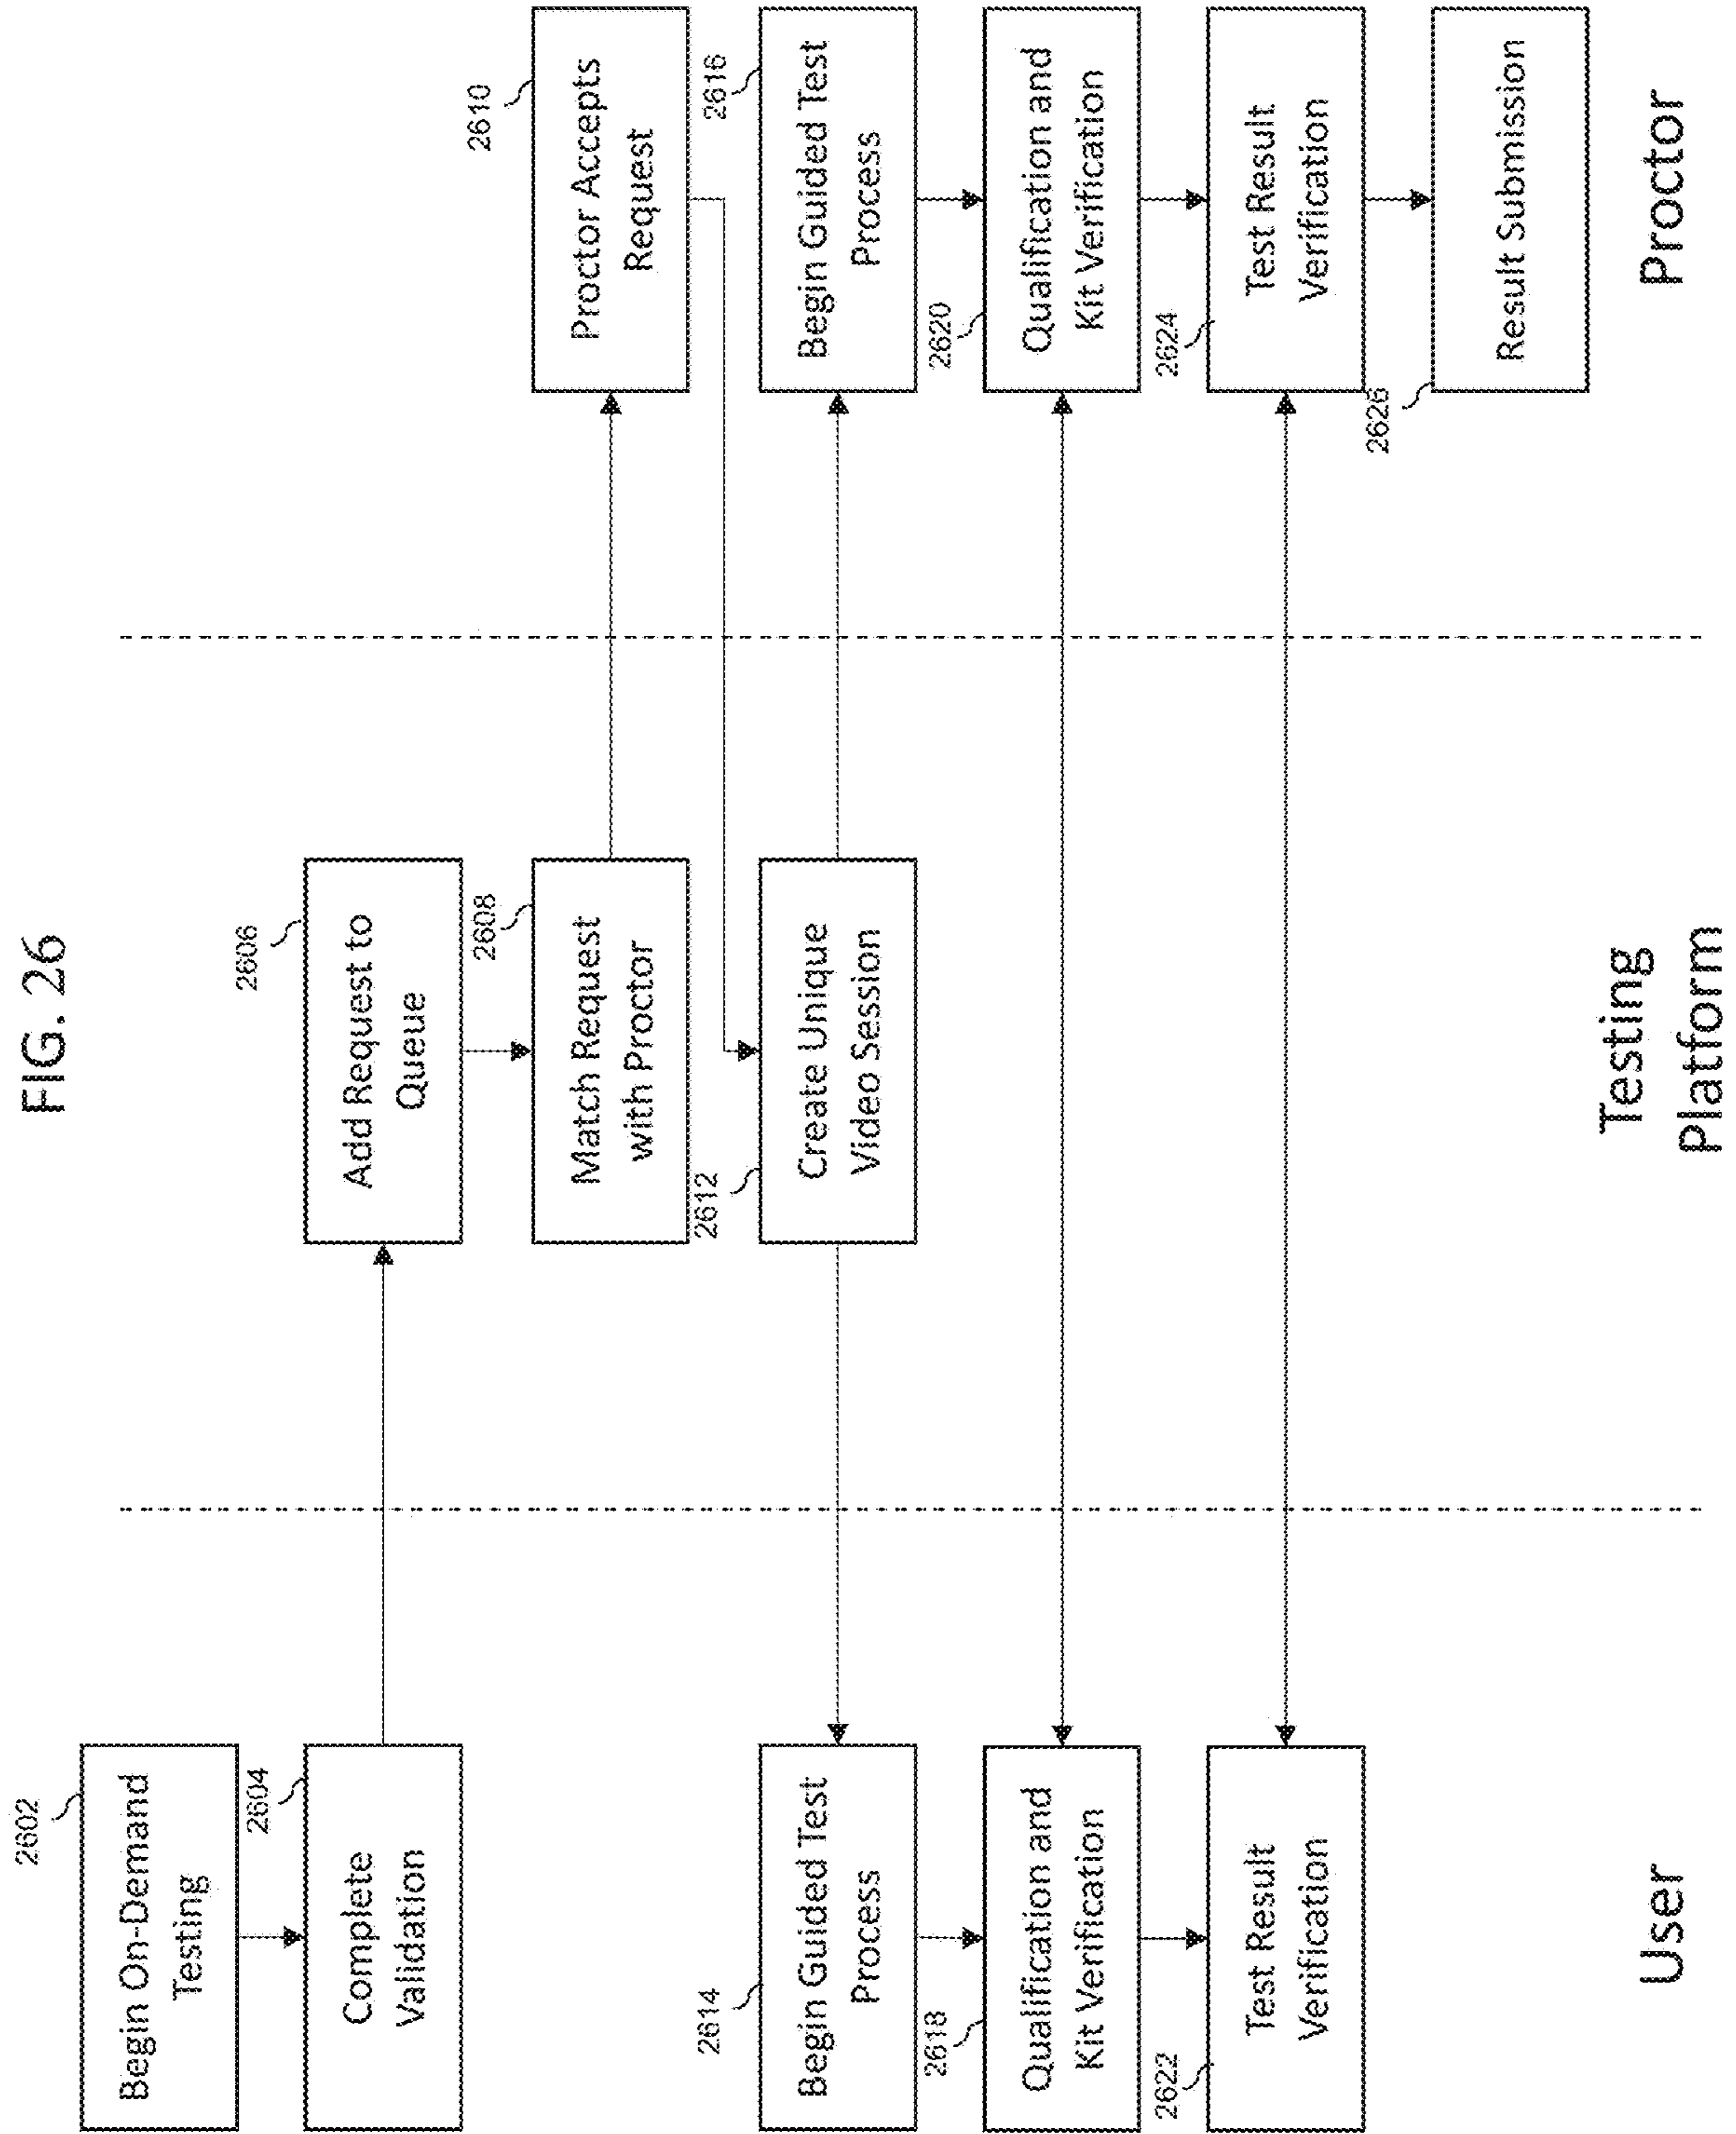 FIG. 26
2602
Begin On-Demand
Testing
2604
Complete
Validation
2606
Add Request to
Queue
2608
Match Request
with Proctor
2610
Proctor Accepts
Request
2612
Create Unique
Video Session
2614
Begin Guided Test
Process
2616
Begin Guided Test
Process
2618
Qualification and
Kit Verification
2620
Qualification and
Kit Verification
2622
Test Result
Verification
2624
Test Result
Verification
2626
Result Submission
User
Testing
Platform
Proctor